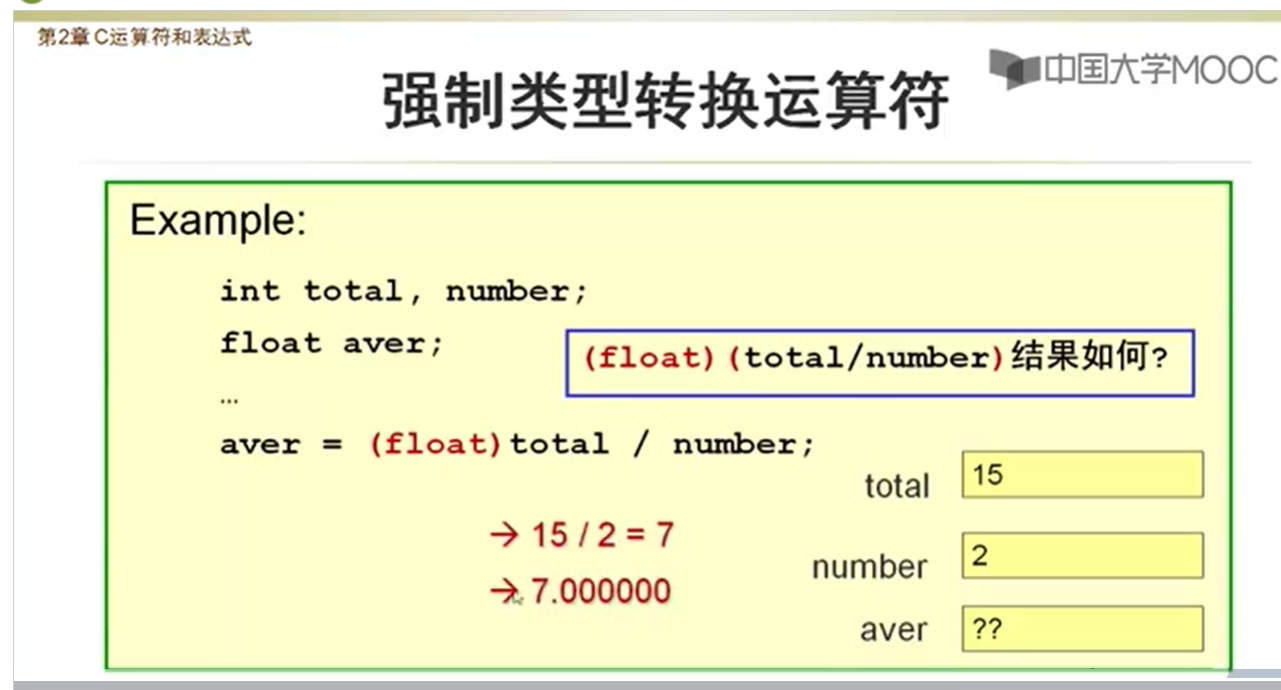 第2章 C运算符和表达式
中国大学MOOC
强制类型转换运算符
Example:
int total, number;
float aver;
(float)(total/number)结果如何?
…
aver = (float)total / number;
total 15
→ 15 / 2 = 7
number 2
→ 7.000000
aver ??